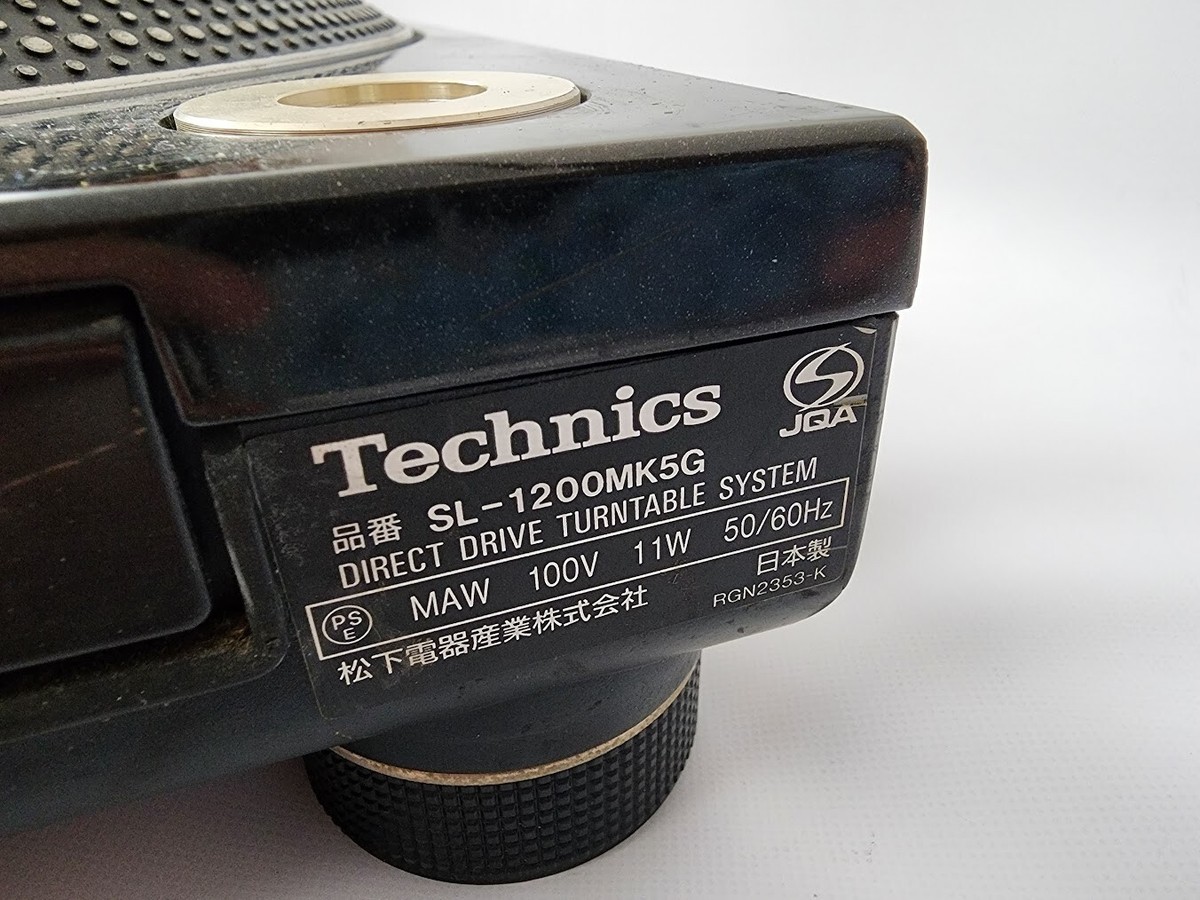 Technics
JQA
品番 SL-1200MK5G
DIRECT DRIVE TURNTABLE SYSTEM
PSE MAW 100V 11W 50/60Hz
松下電器産業株式会社 日本製
RGN2353-K